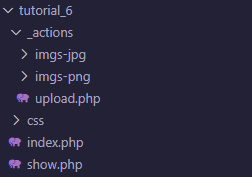 tutorial_6
_actions
imgs-jpg
imgs-png
upload.php
css
index.php
show.php